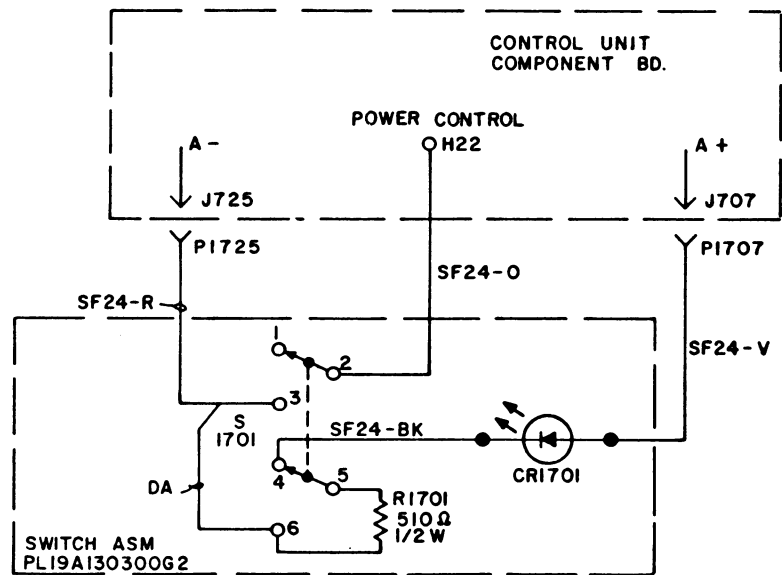 CONTROL UNIT
COMPONENT BD.
POWER CONTROL
H22
A-
A+
J725
J707
P1725
P1707
SF24-O
SF24-R
SF24-V
1
2
3
S
1701
SF24-BK
4
5
CR1701
DA
R1701
510Ω
1/2W
6
SWITCH ASM
PL19A130300G2